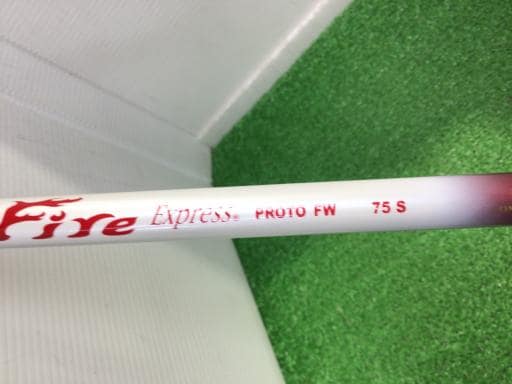 Fire Express® PROTO FW 75 S